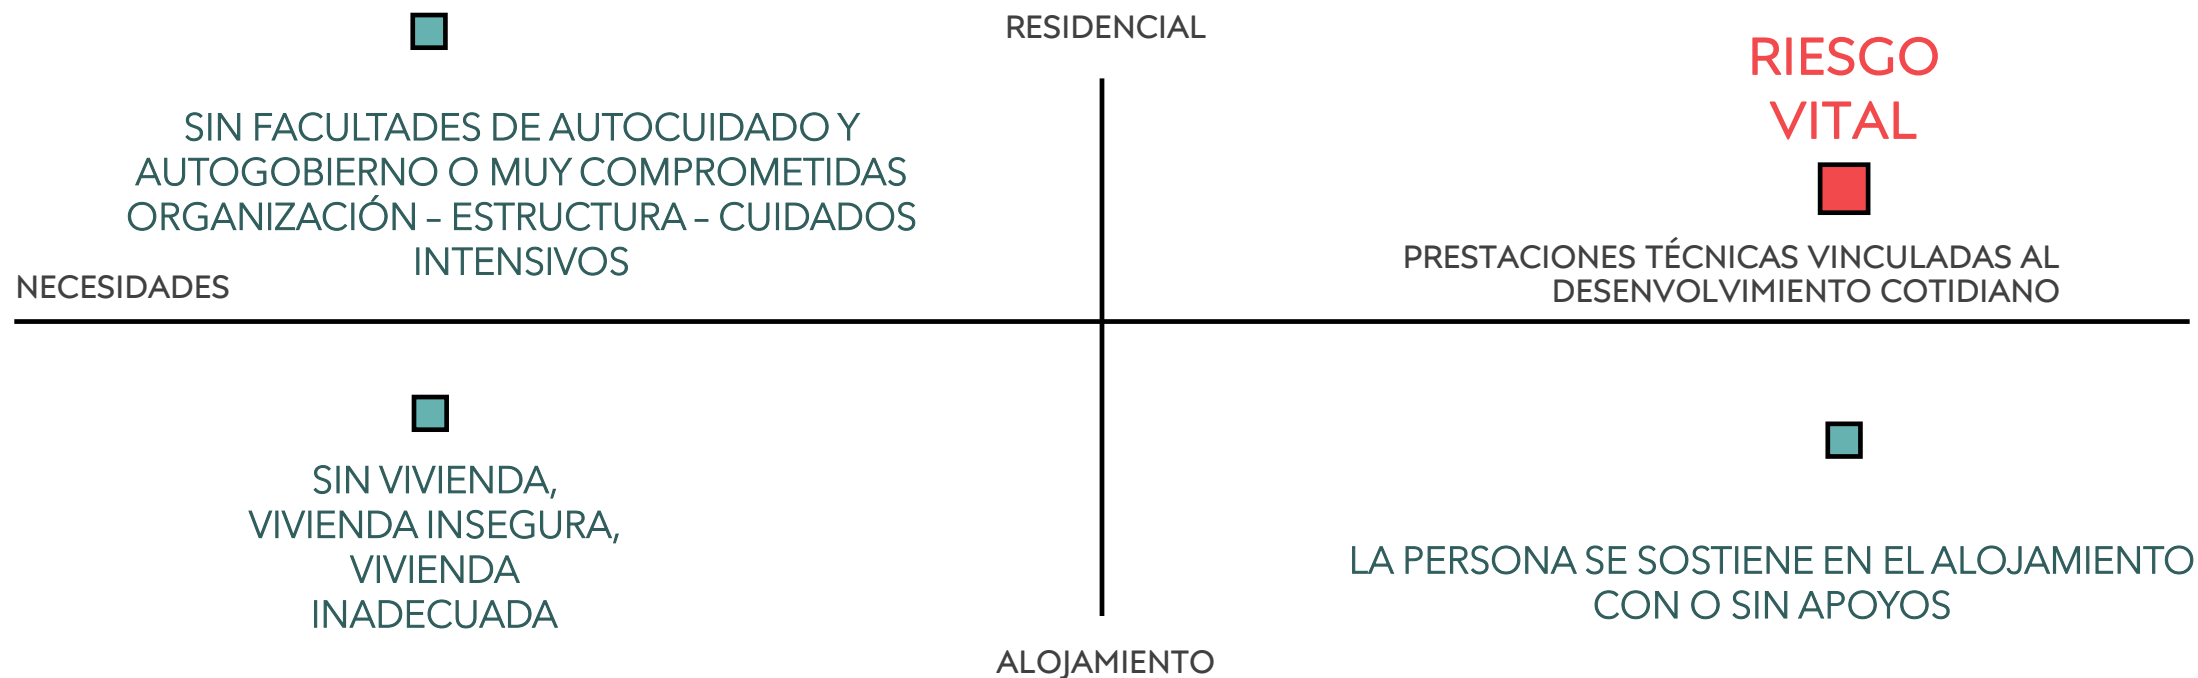 RESIDENCIAL
RIESGO
VITAL
SIN FACULTADES DE AUTOCUIDADO Y
AUTOGOBIERNO O MUY COMPROMETIDAS
ORGANIZACIÓN – ESTRUCTURA – CUIDADOS
INTENSIVOS
NECESIDADES
PRESTACIONES TÉCNICAS VINCULADAS AL
DESENVOLVIMIENTO COTIDIANO
SIN VIVIENDA,
VIVIENDA INSEGURA,
VIVIENDA
INADECUADA
LA PERSONA SE SOSTIENE EN EL ALOJAMIENTO
CON O SIN APOYOS
ALOJAMIENTO